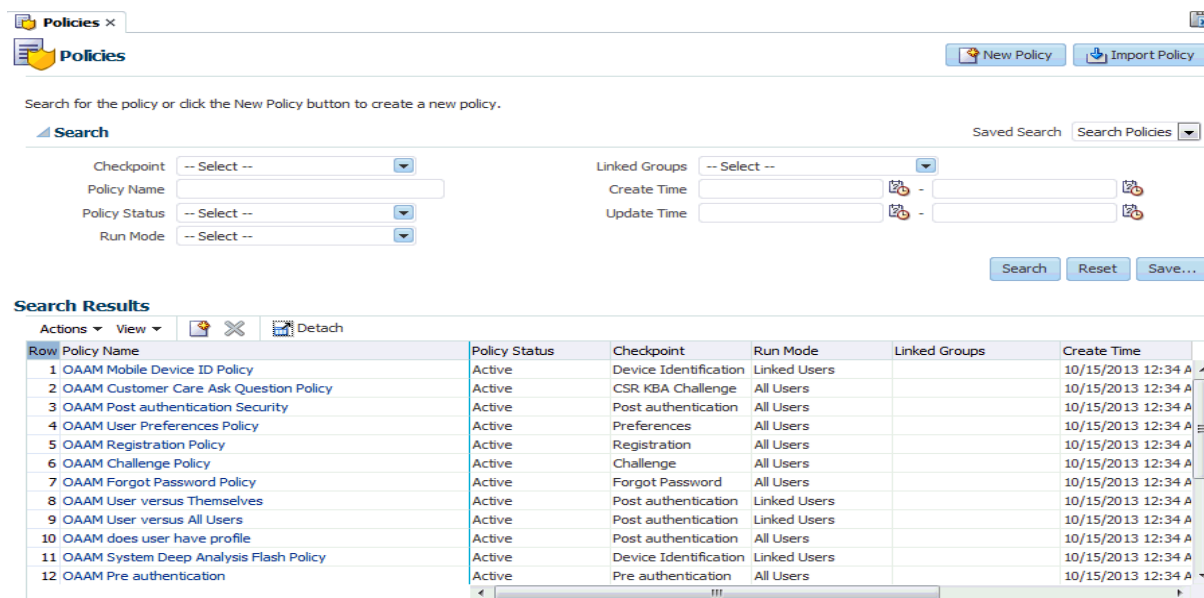 Policies ×
Policies
New Policy Import Policy
Search for the policy or click the New Policy button to create a new policy.
Search
Saved Search Search Policies
Checkpoint -- Select -- Linked Groups -- Select --
Policy Name Create Time -
Policy Status -- Select -- Update Time -
Run Mode -- Select --
Search Reset Save...
Search Results
Actions View Detach
Row Policy Name Policy Status Checkpoint Run Mode Linked Groups Create Time
1 OAAM Mobile Device ID Policy Active Device Identification Linked Users 10/15/2013 12:34 A
2 OAAM Customer Care Ask Question Policy Active CSR KBA Challenge All Users 10/15/2013 12:34 A
3 OAAM Post authentication Security Active Post authentication All Users 10/15/2013 12:34 A
4 OAAM User Preferences Policy Active Preferences All Users 10/15/2013 12:34 A
5 OAAM Registration Policy Active Registration All Users 10/15/2013 12:34 A
6 OAAM Challenge Policy Active Challenge All Users 10/15/2013 12:34 A
7 OAAM Forgot Password Policy Active Forgot Password All Users 10/15/2013 12:34 A
8 OAAM User versus Themselves Active Post authentication Linked Users 10/15/2013 12:34 A
9 OAAM User versus All Users Active Post authentication Linked Users 10/15/2013 12:34 A
10 OAAM does user have profile Active Post authentication All Users 10/15/2013 12:34 A
11 OAAM System Deep Analysis Flash Policy Active Device Identification Linked Users 10/15/2013 12:34 A
12 OAAM Pre authentication Active Pre authentication All Users 10/15/2013 12:34 A